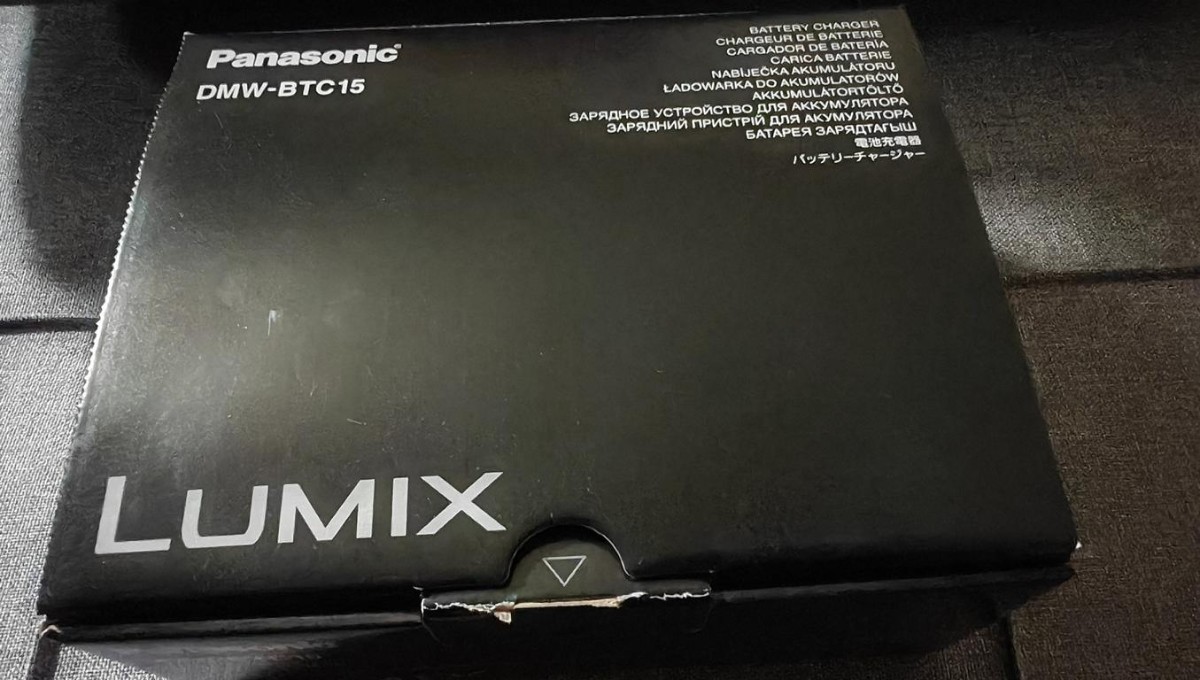 Panasonic
DMW-BTC15
BATTERY CHARGER
CHARGEUR DE BATTERIE
CARGADOR DE BATERÍA
CARICA BATTERIE
NABÍJEČKA AKUMULÁTORU
ŁADOWARKA DO AKUMULATORÓW
AKKUMULÁTORTÖLTŐ
ЗАРЯДНОЕ УСТРОЙСТВО ДЛЯ АККУМУЛЯТОРА
ЗАРЯДНИЙ ПРИСТРІЙ ДЛЯ АКУМУЛЯТОРА
БАТАРЕЯ ЗАРЯДТАҒЫШ
電池充電器
バッテリーチャージャー
LUMIX